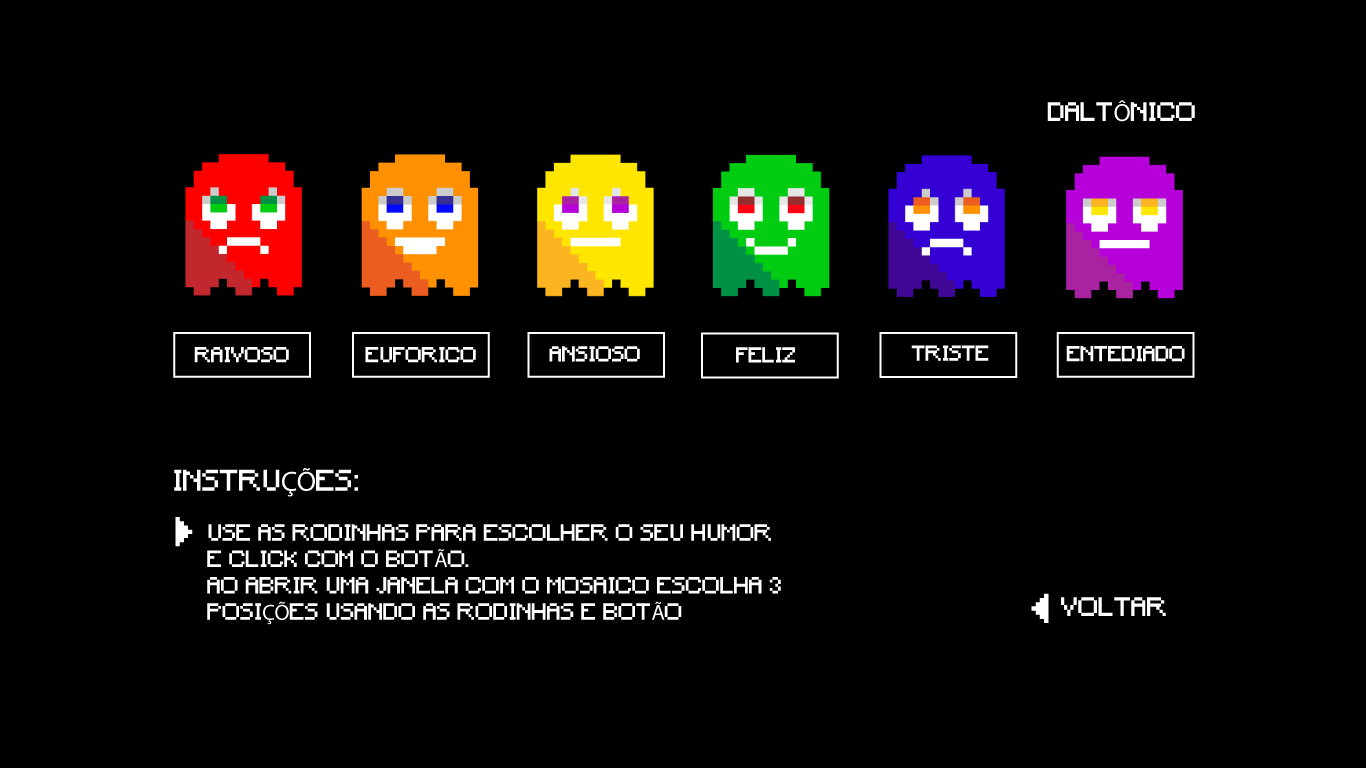 DALTÔNICO
RAIVOSO
EUFORICO
ANSIOSO
FELIZ
TRISTE
ENTEDIADO
INSTRUÇÕES:
USE AS RODINHAS PARA ESCOLHER O SEU HUMOR
E CLICK COM O BOTÃO.
AO ABRIR UMA JANELA COM O MOSAICO ESCOLHA 3
POSIÇÕES USANDO AS RODINHAS E BOTÃO
VOLTAR